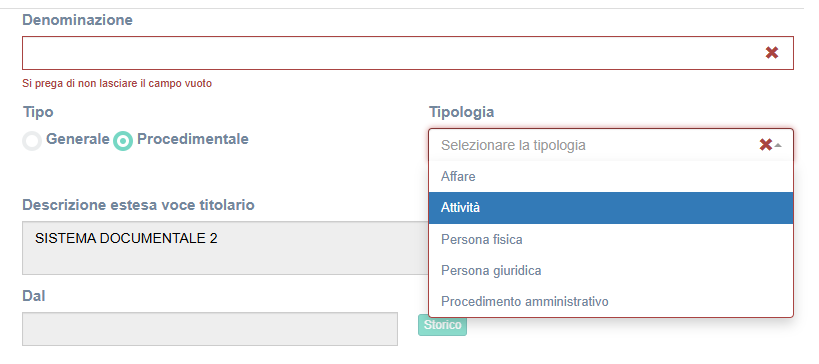 Denominazione
Si prega di non lasciare il campo vuoto
Tipo
Tipologia
Generale
Procedimentale
Selezionare la tipologia
Affare
Attività
Persona fisica
Persona giuridica
Procedimento amministrativo
Descrizione estesa voce titolario
SISTEMA DOCUMENTALE 2
Dal
Storico